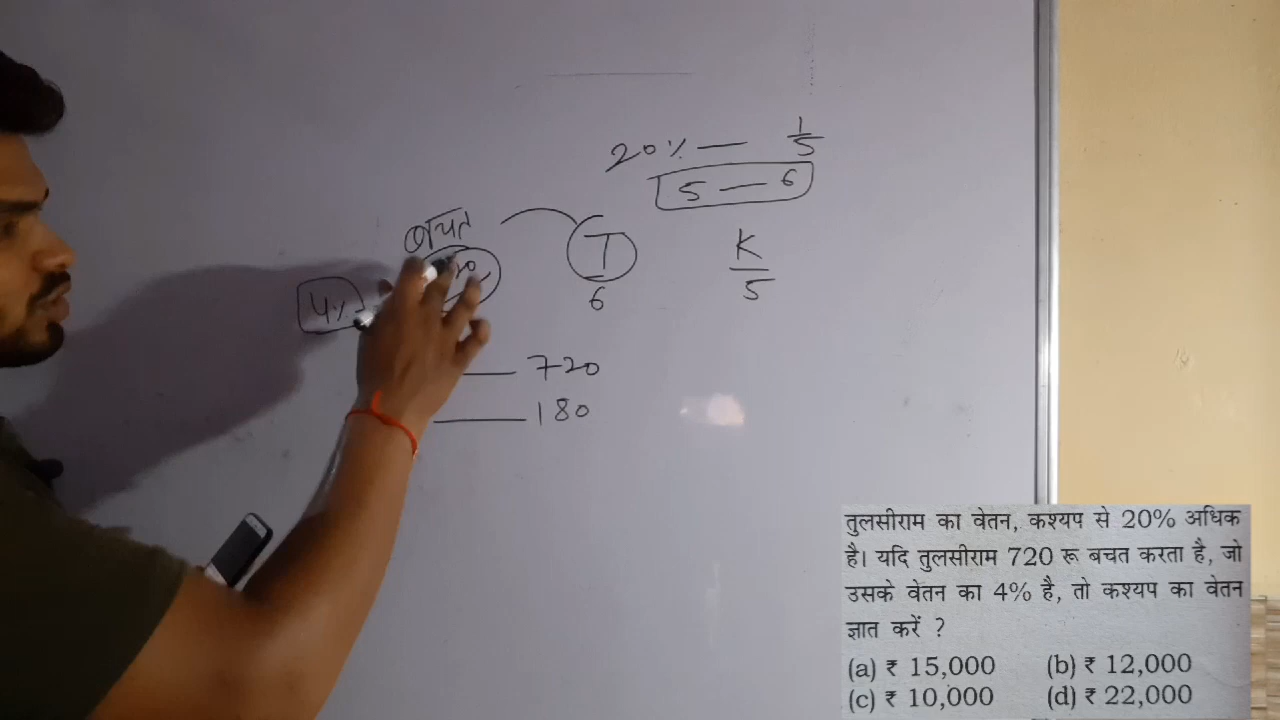 20% — 1/5
5 — 6
बचत
T
K
4%
6
5
— 720
— 180
तुलसीराम का वेतन, कश्यप से 20% अधिक
है। यदि तुलसीराम 720 रू बचत करता है, जो
उसके वेतन का 4% है, तो कश्यप का वेतन
ज्ञात करें ?
(a) ₹ 15,000 (b) ₹ 12,000
(c) ₹ 10,000 (d) ₹ 22,000